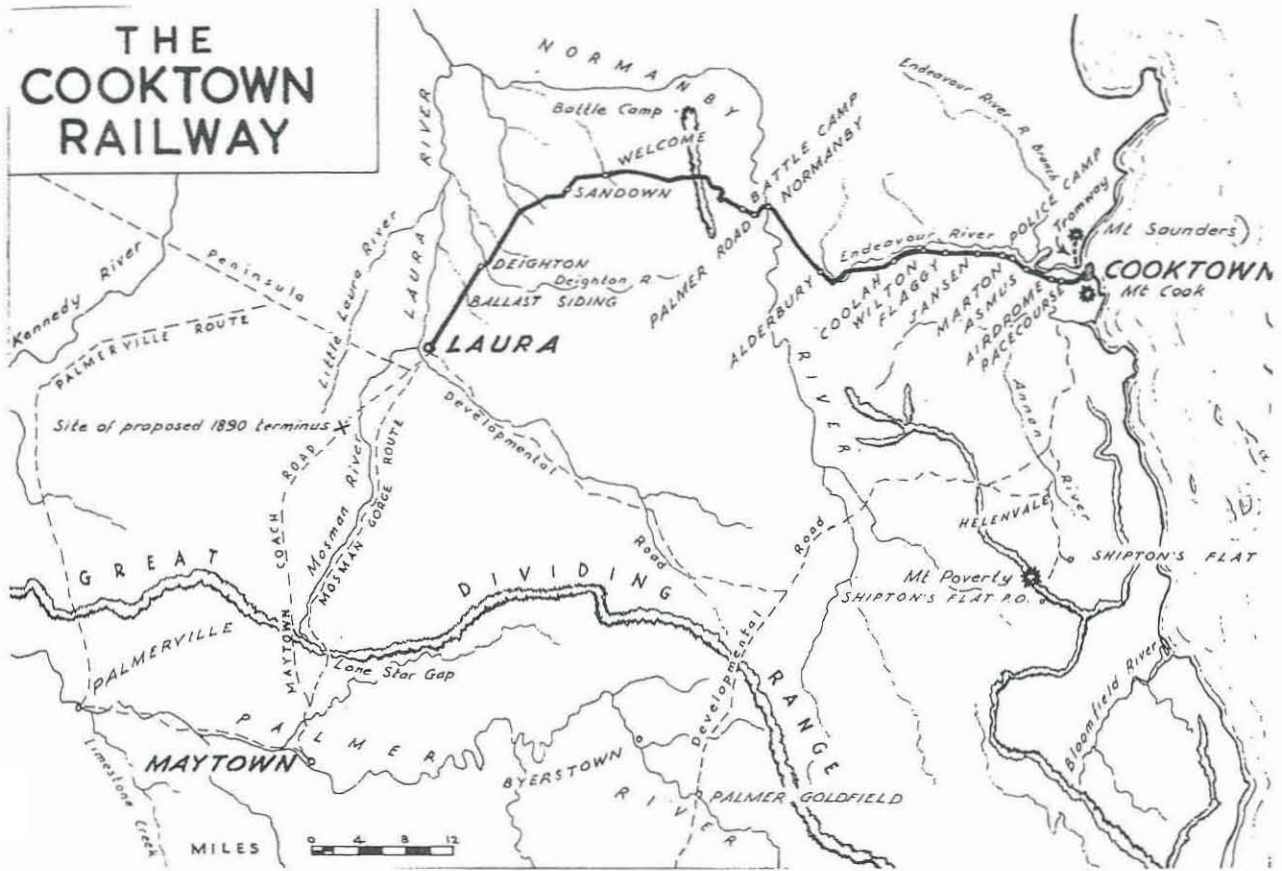 THE
COOKTOWN
RAILWAY
NORMANBY
Battle Camp
Endeavour River R. Branch
RIVER
LAURA
WELCOME
SANDOWN
BATTLE CAMP
NORMANBY
POLICE CAMP
Tramway
Mt Saunders)
Endeavour River
COOKTOWN
Mt Cook
Kennedy River
Peninsula
Little Laura River
DEIGHTON
Deighton R.
BALLAST SIDING
PALMER ROAD
ALDERBURY
COOLAH
WILTON
FLAGGY
JANSEN
MARTON
ASMUS
AIRDROME
RACECOURSE
PALMERVILLE ROUTE
LAURA
RIVER
Annan River
Site of proposed 1890 terminus X
Developmental Road
COACH ROAD
MAYTOWN
Mosman River
MOSMAN GORGE ROUTE
HELENVALE
SHIPTON'S FLAT
Mt Poverty
SHIPTON'S FLAT P.O.
GREAT DIVIDING RANGE
Developmental Road
PALMERVILLE
Lone Star Gap
Bloomfield River
PALMER RIVER
MAYTOWN
Limestone Creek
BYERSTOWN
PALMER GOLDFIELD
MILES
0 4 8 12